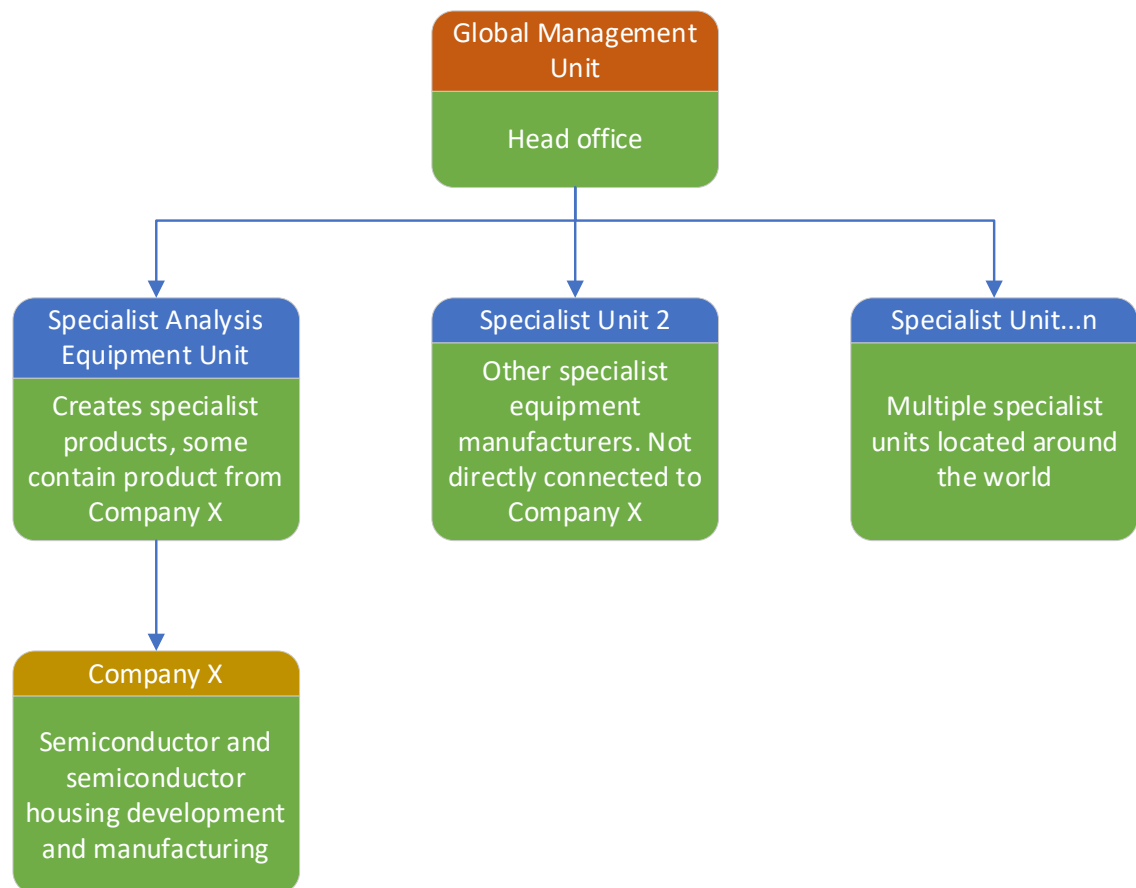 Global Management
Unit
Head office
Specialist Analysis
Equipment Unit
Creates specialist
products, some
contain product from
Company X
Specialist Unit 2
Other specialist
equipment
manufacturers. Not
directly connected to
Company X
Specialist Unit...n
Multiple specialist
units located around
the world
Company X
Semiconductor and
semiconductor
housing development
and manufacturing